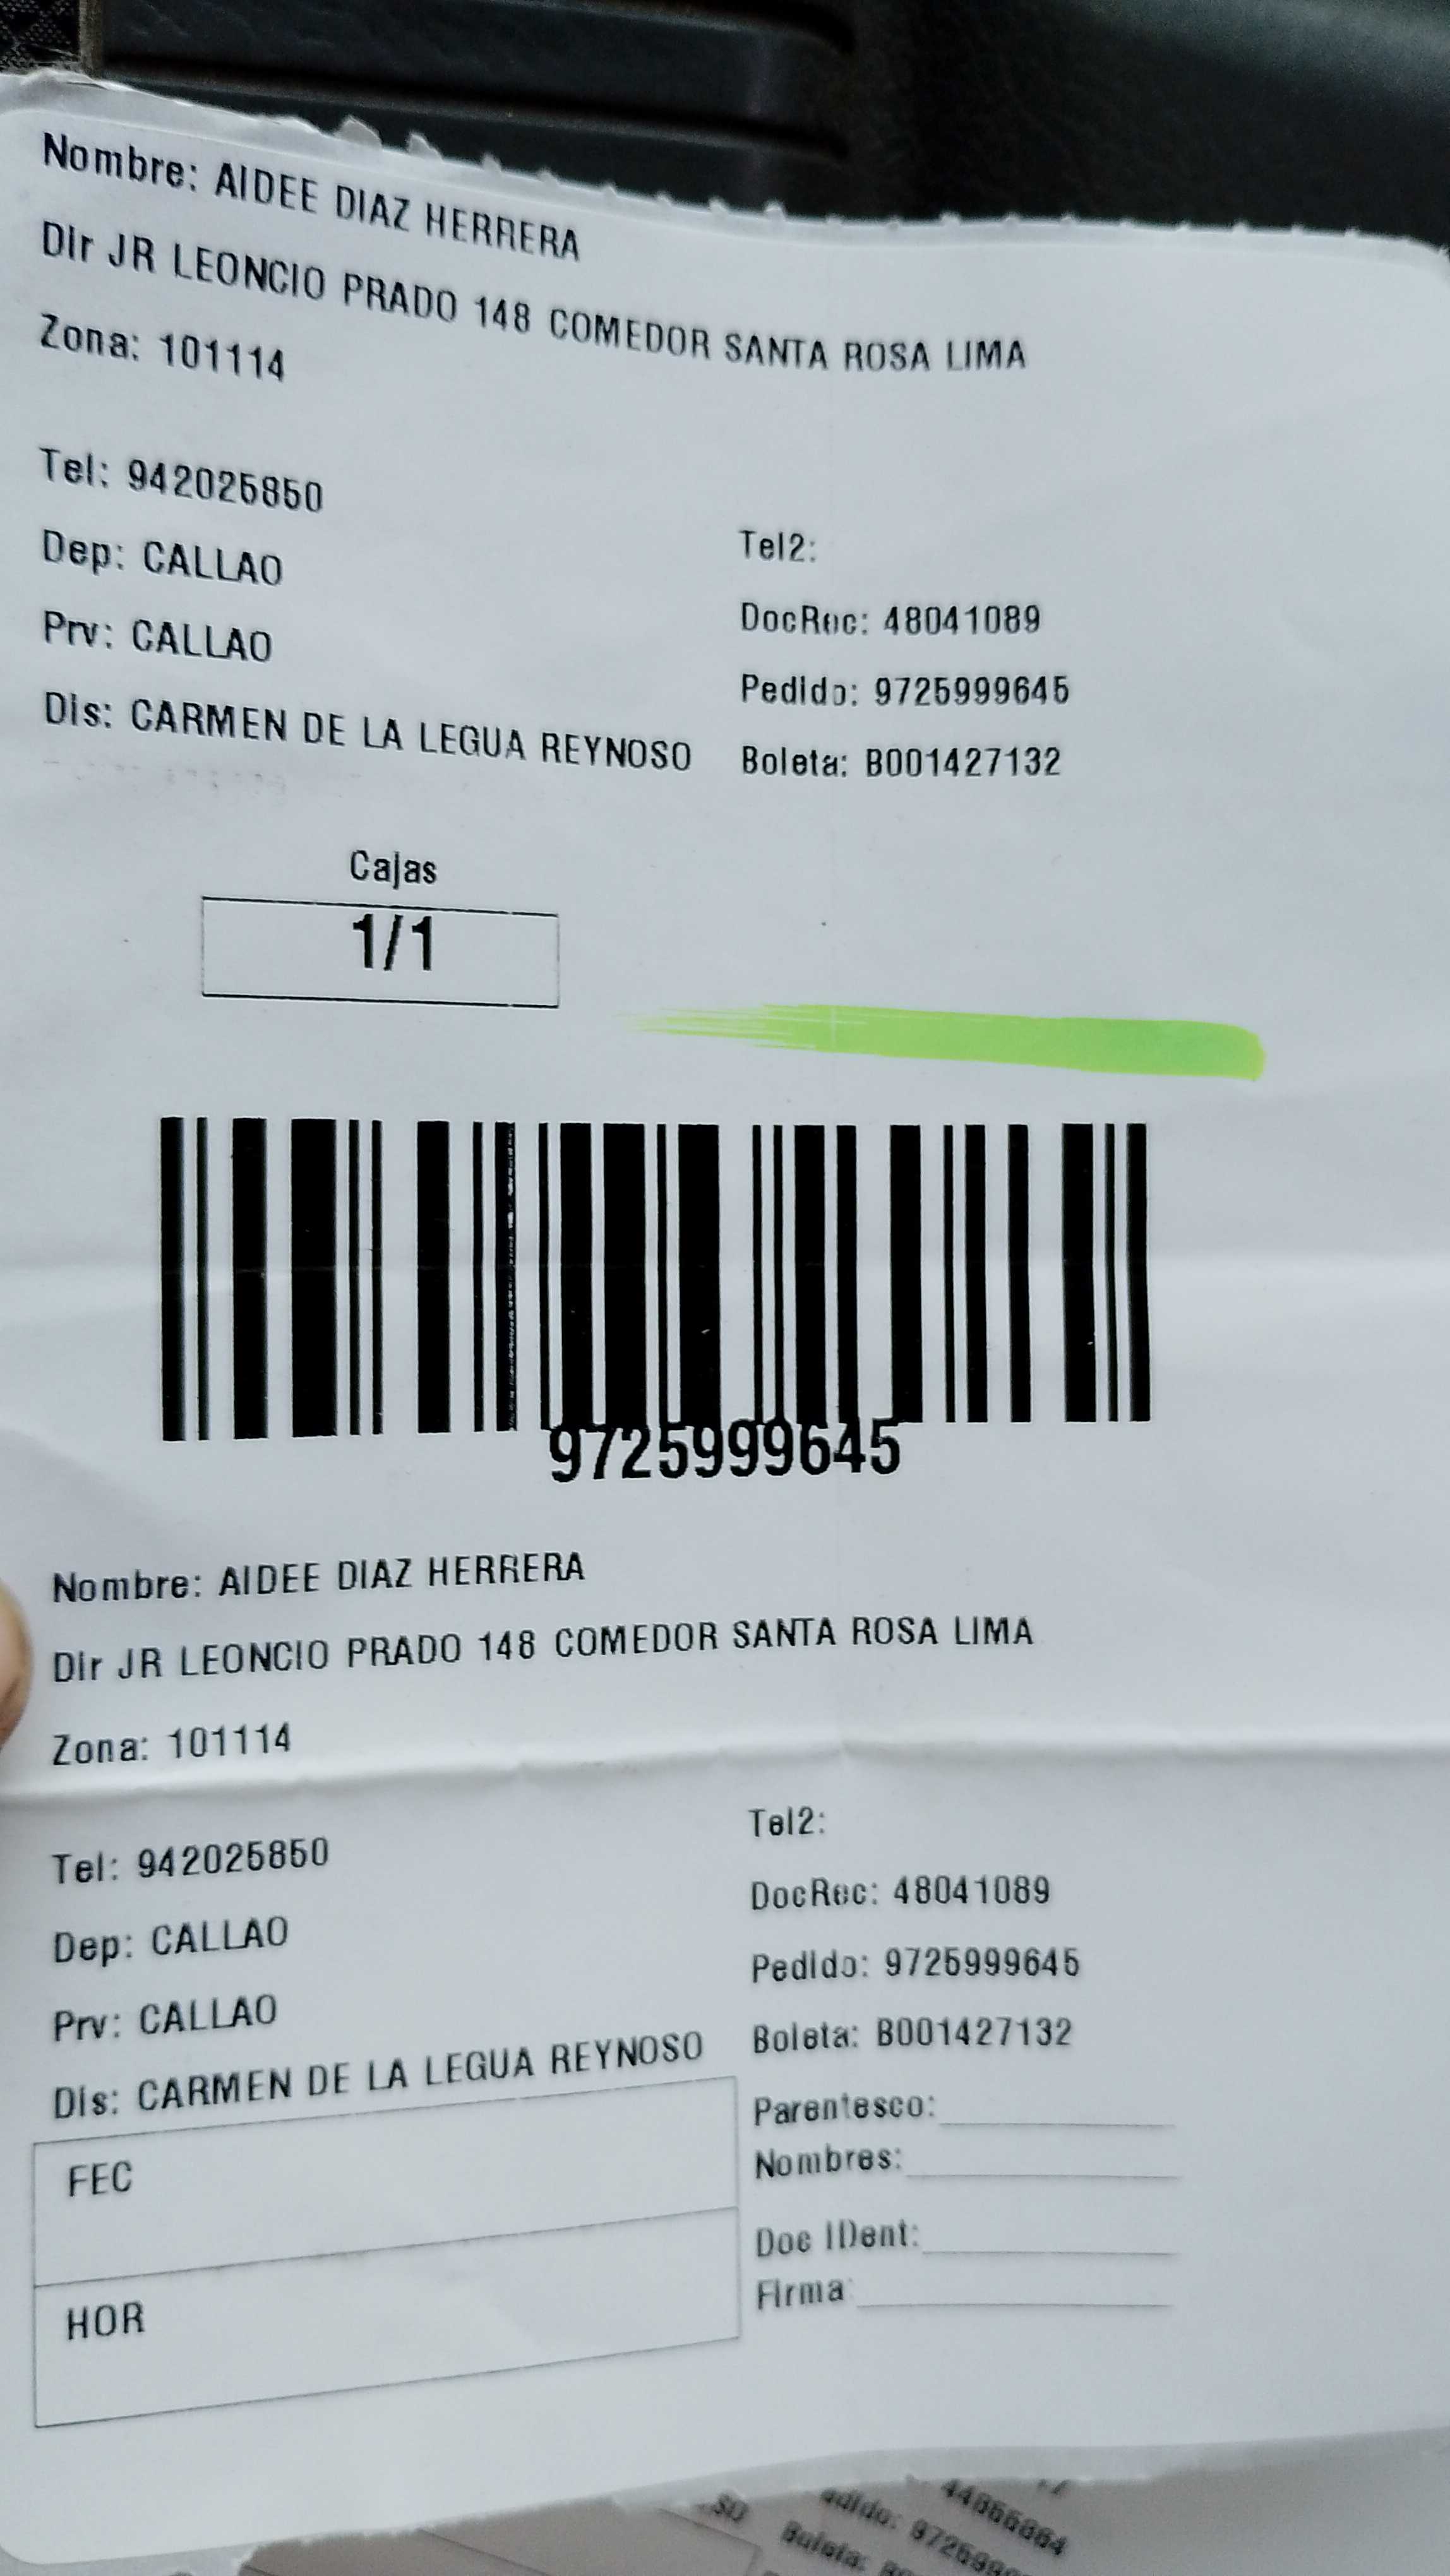 Nombre: AIDEE DIAZ HERRERA
Dir JR LEONCIO PRADO 148 COMEDOR SANTA ROSA LIMA
Zona: 101114
Tel: 942025850
Tel2:
Dep: CALLAO
DocRec: 48041089
Prv: CALLAO
Pedido: 9725999645
Dis: CARMEN DE LA LEGUA REYNOSO
Boleta: B001427132
Cajas
1/1
9725999645
Nombre: AIDEE DIAZ HERRERA
Dir JR LEONCIO PRADO 148 COMEDOR SANTA ROSA LIMA
Zona: 101114
Tel: 942025850
Tel2:
Dep: CALLAO
DocRec: 48041089
Prv: CALLAO
Pedido: 9725999645
Dis: CARMEN DE LA LEGUA REYNOSO
Boleta: B001427132
Parentesco:
FEC
Nombres:
Doc IDent:
HOR
Firma